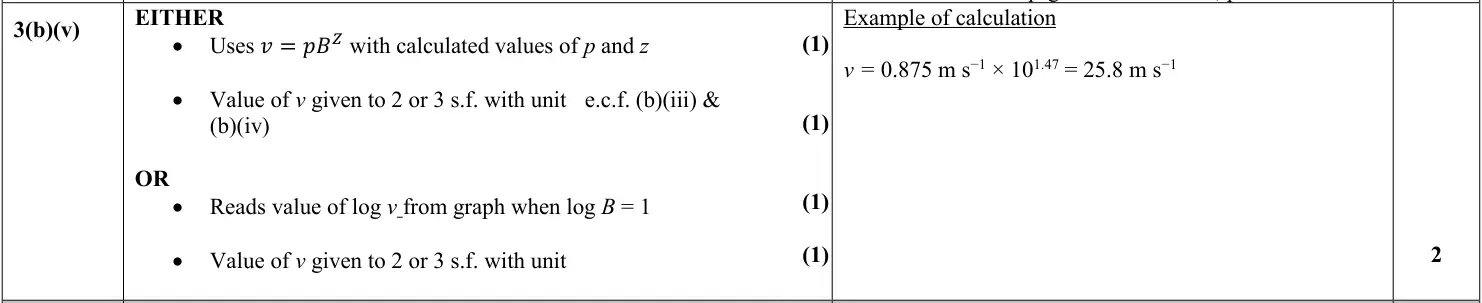 3(b)(v)
EITHER
• Uses 𝑣 = 𝑝𝐵^𝑍 with calculated values of p and z (1)
• Value of v given to 2 or 3 s.f. with unit e.c.f. (b)(iii) &
(b)(iv) (1)
OR
• Reads value of log v from graph when log B = 1 (1)
• Value of v given to 2 or 3 s.f. with unit (1)
Example of calculation
v = 0.875 m s⁻¹ × 10¹·⁴⁷ = 25.8 m s⁻¹
2